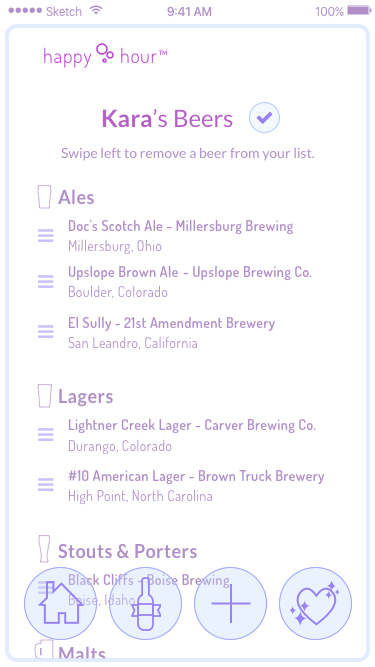 Sketch 9:41 AM 100%
happy hour™
Kara's Beers
Swipe left to remove a beer from your list.
Ales
Doc's Scotch Ale - Millersburg Brewing
Millersburg, Ohio
Upslope Brown Ale - Upslope Brewing Co.
Boulder, Colorado
El Sully - 21st Amendment Brewery
San Leandro, California
Lagers
Lightner Creek Lager - Carver Brewing Co.
Durango, Colorado
#10 American Lager - Brown Truck Brewery
High Point, North Carolina
Stouts & Porters
Black Cliffs - Boise Brewing
Boise, Idaho
Malts